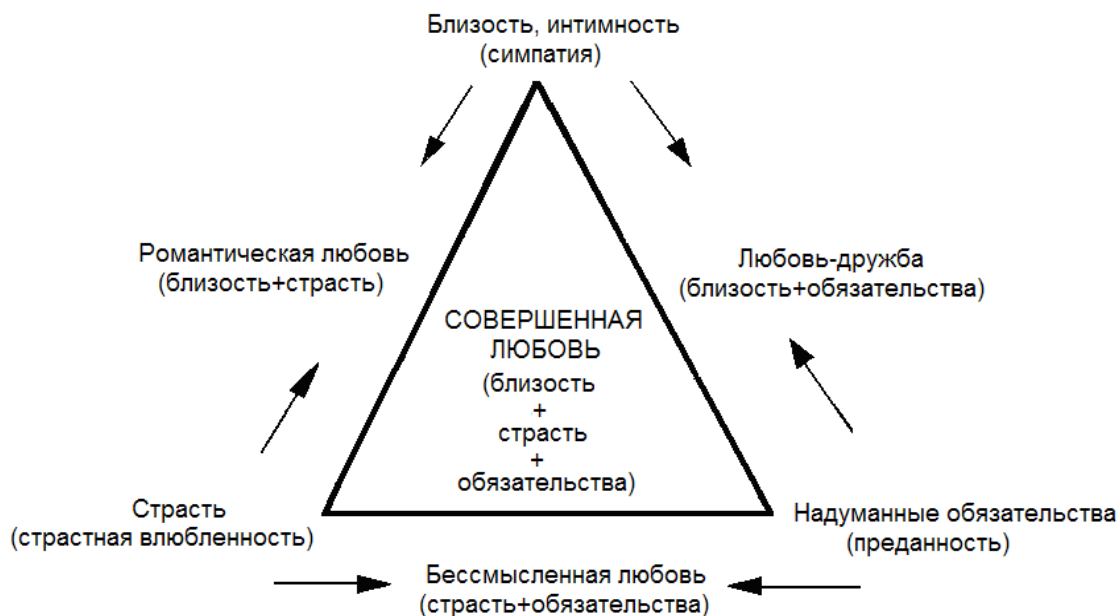 Близость, интимность
(симпатия)
Романтическая любовь
(близость+страсть)
Любовь-дружба
(близость+обязательства)
СОВЕРШЕННАЯ
ЛЮБОВЬ
(близость
+
страсть
+
обязательства)
Страсть
(страстная влюбленность)
Надуманные обязательства
(преданность)
Бессмысленная любовь
(страсть+обязательства)